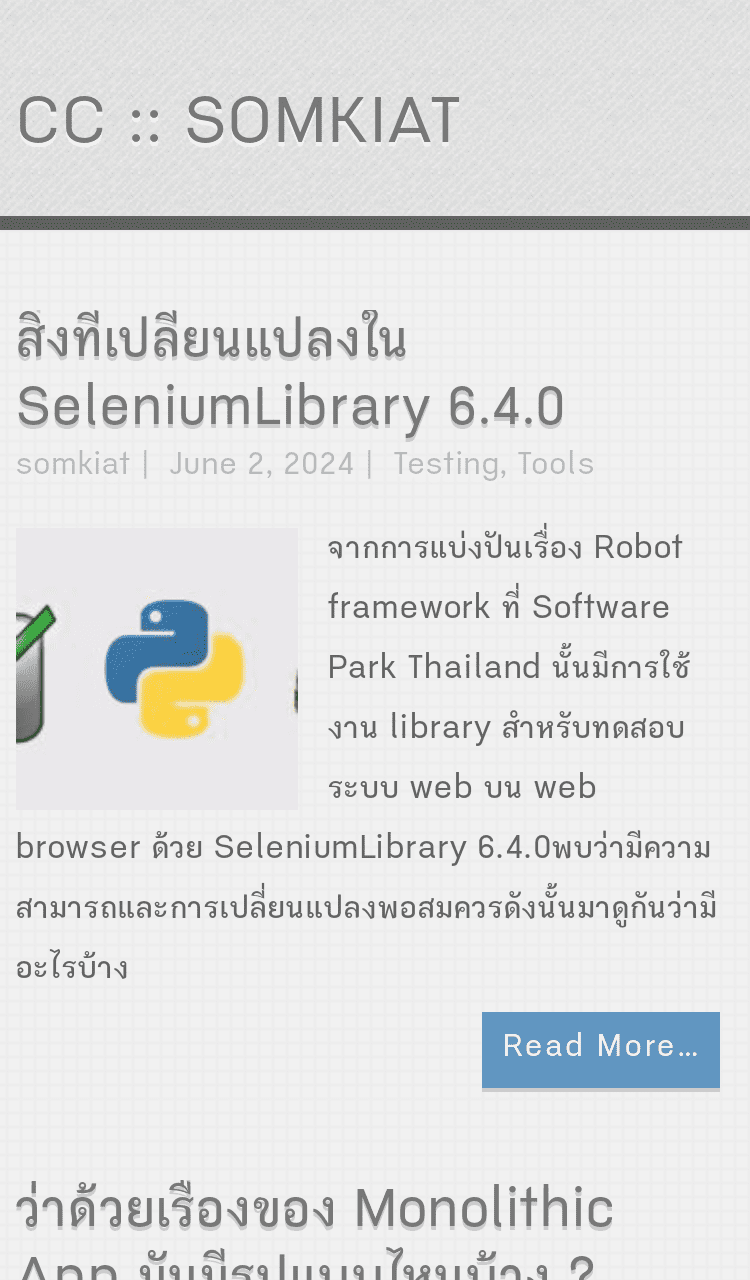 CC :: SOMKIAT
สิ่งที่เปลี่ยนแปลงใน
SeleniumLibrary 6.4.0
somkiat | June 2, 2024 | Testing, Tools
จากการแบ่งปันเรื่อง Robot
framework ที่ Software
Park Thailand นั้นมีการใช้
งาน library สำหรับทดสอบ
ระบบ web บน web
browser ด้วย SeleniumLibrary 6.4.0พบว่ามีความ
สามารถและการเปลี่ยนแปลงพอสมควรดังนั้นมาดูกันว่ามี
อะไรบ้าง
Read More…
ว่าด้วยเรื่องของ Monolithic
App มันมีรูปแบบไหนบ้าง ?